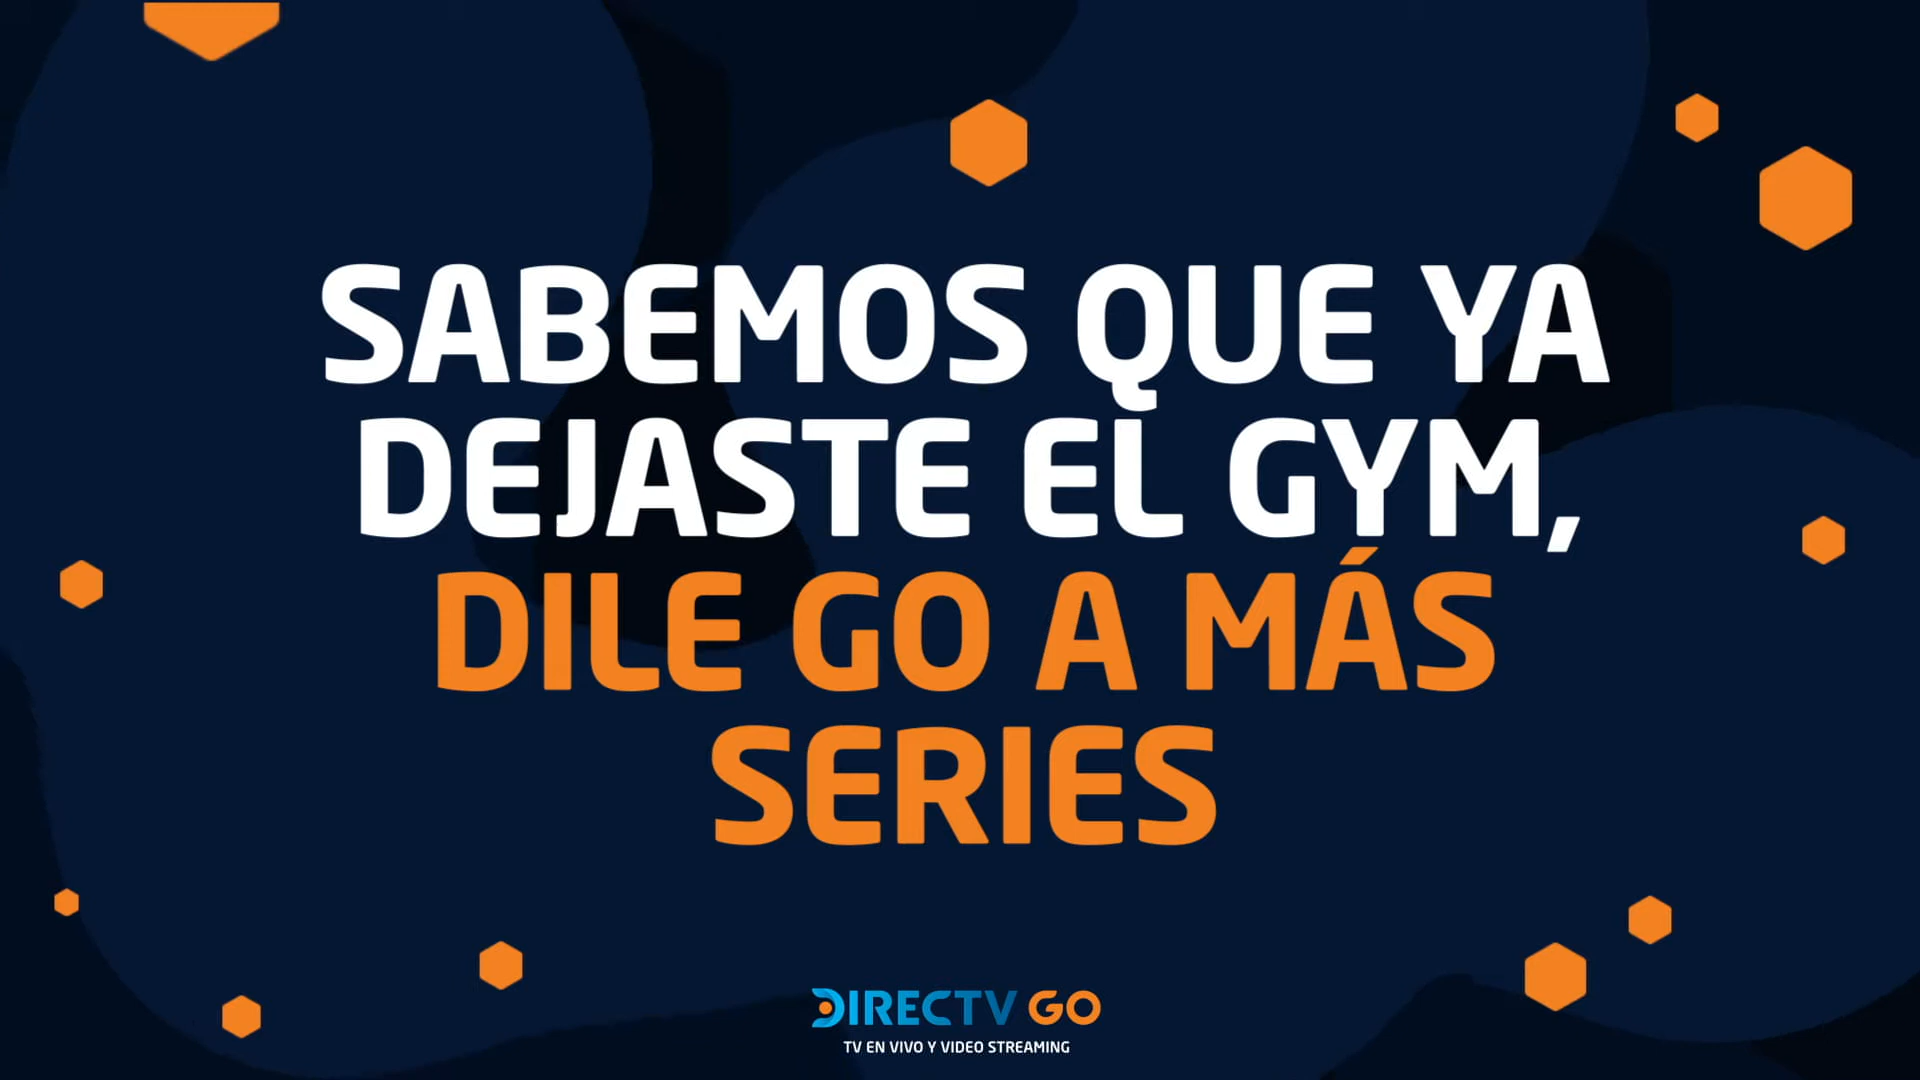 SABEMOS QUE YA
DEJASTE EL GYM,
DILE GO A MÁS
SERIES
DIRECTV GO
TV EN VIVO Y VIDEO STREAMING